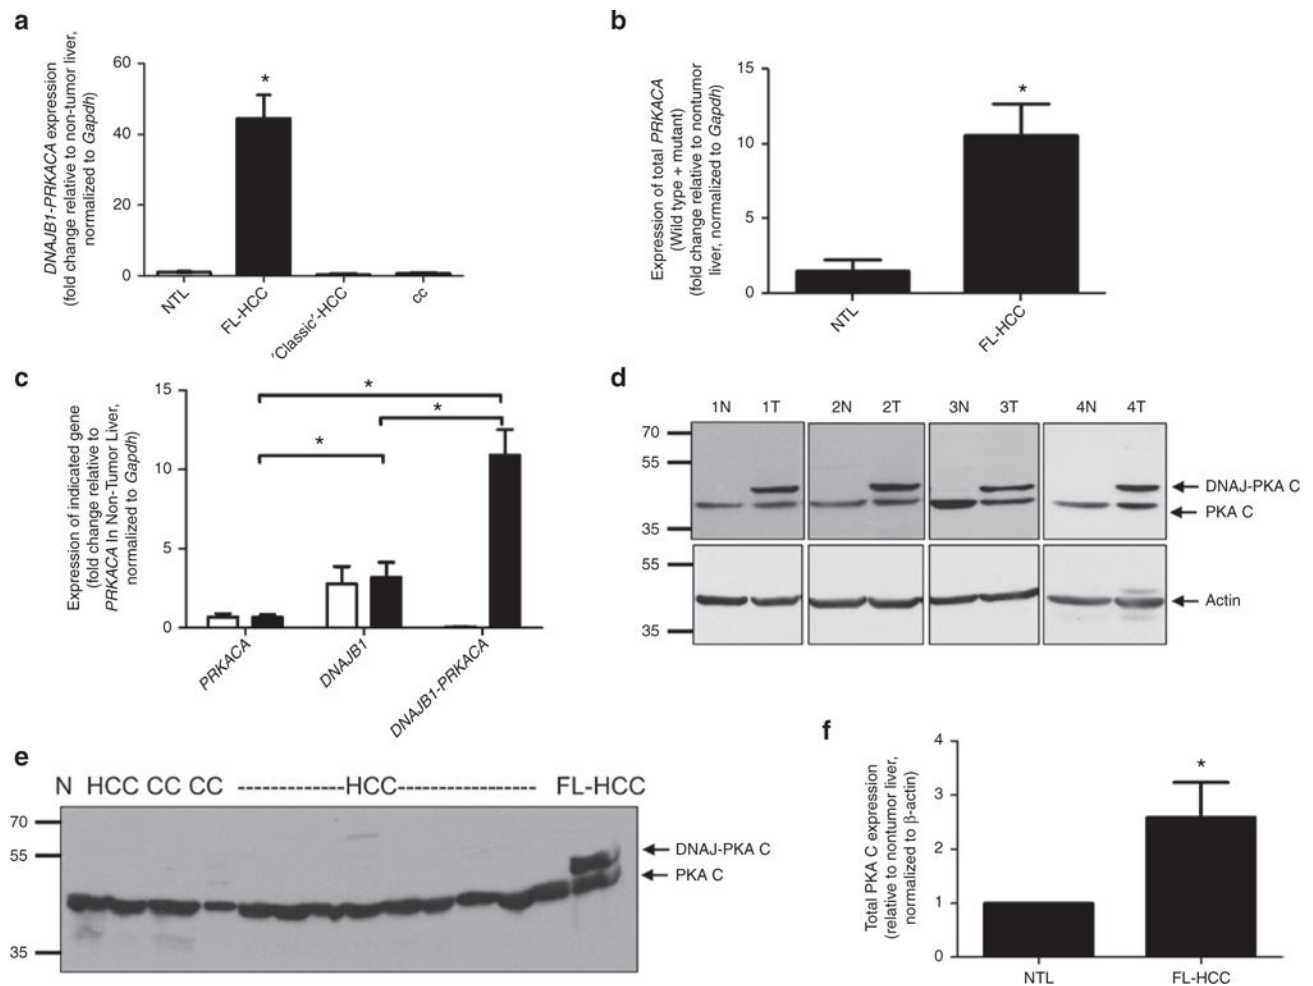 a
DNAJB1-PRKACA expression
(fold change relative to non-tumor liver,
normalized to Gapdh)
60
40
20
0
*
NTL
FL-HCC
'Classic'-HCC
cc
b
Expression of total PRKACA
(Wild type + mutant)
(fold change relative to nontumor
liver, normalized to Gapdh)
15
10
5
0
*
NTL
FL-HCC
c
Expression of indicated gene
(fold change relative to
PRKACA In Non-Tumor Liver,
normalized to Gapdh)
15
10
5
0
*
*
*
PRKACA
DNAJB1
DNAJB1-PRKACA
d
1N 1T 2N 2T 3N 3T 4N 4T
70
55
35
DNAJ-PKA C
PKA C
55
35
Actin
e
N HCC CC CC -------------HCC----------------- FL-HCC
70
55
35
DNAJ-PKA C
PKA C
f
Total PKA C expression
(relative to nontumor liver,
normalized to β-actin)
4
3
2
1
0
*
NTL
FL-HCC